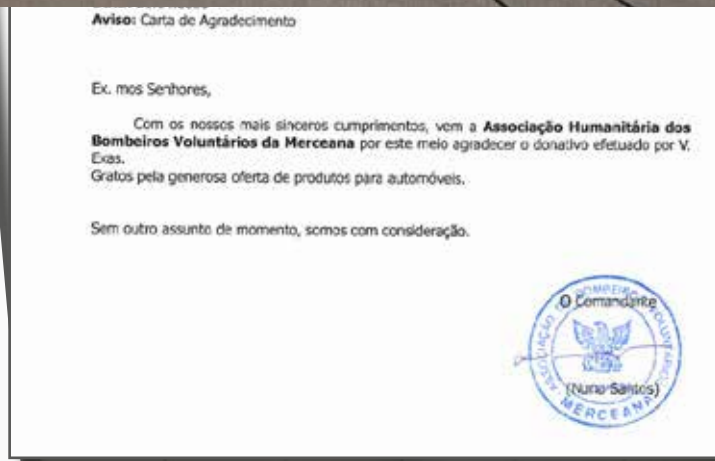 Aviso: Carta de Agradecimento
Ex. mos Senhores,
Com os nossos mais sinceros cumprimentos, vem a Associação Humanitária dos
Bombeiros Voluntários da Merceana por este meio agradecer o donativo efetuado por V.
Exas.
Gratos pela generosa oferta de produtos para automóveis.
Sem outro assunto de momento, somos com consideração.
O Comandante
(Nuno Santos)
ASSOCIAÇÃO BOMBEIROS VOLUNTÁRIOS
MERCEANA